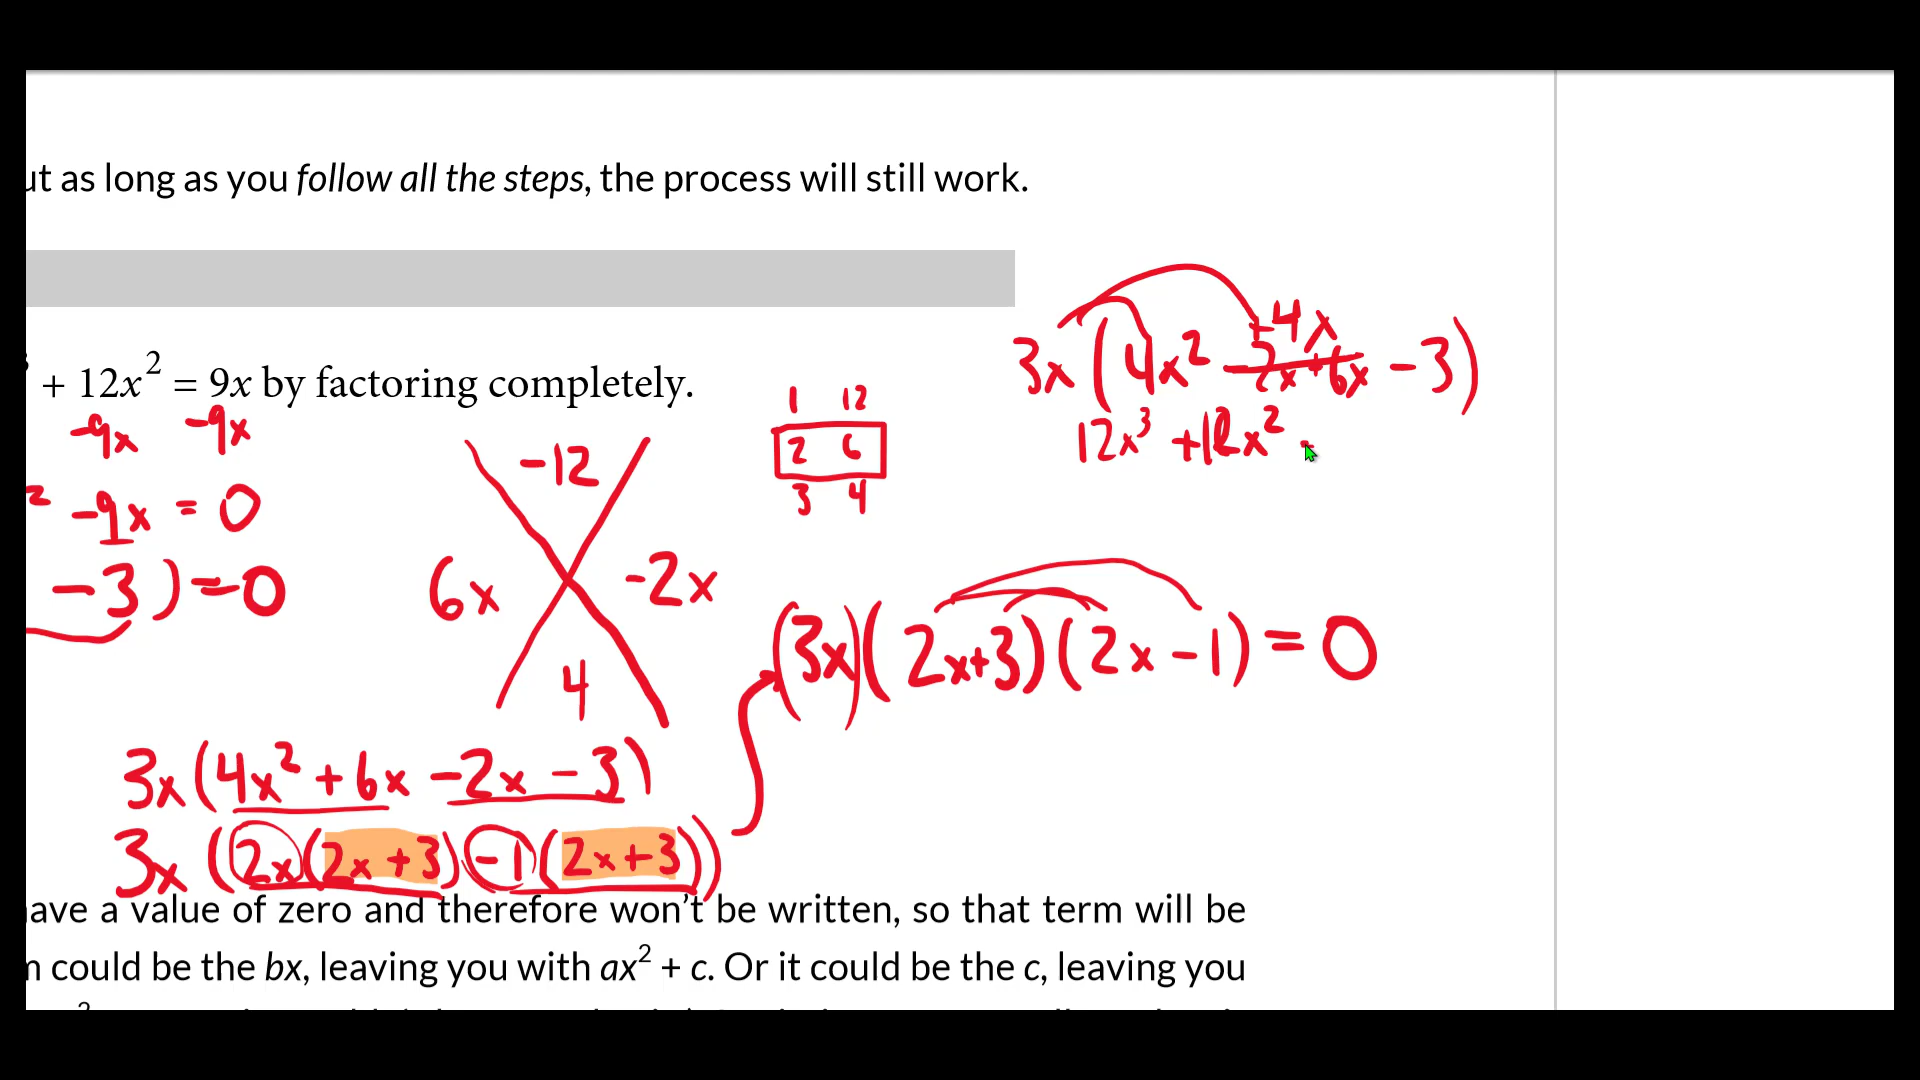 ut as long as you follow all the steps, the process will still work.
+ 12x² = 9x by factoring completely.
-9x -9x
² -9x = 0
-3) = 0
-12
6x -2x
4
1 12
2 6
3 4
+4x
3x(4x² -2x+6x -3)
12x³ +12x²
(3x)(2x+3)(2x-1) = 0
3x(4x² +6x -2x -3)
3x(2x(2x+3) -1(2x+3))
ave a value of zero and therefore won't be written, so that term will be
could be the bx, leaving you with ax² + c. Or it could be the c, leaving you